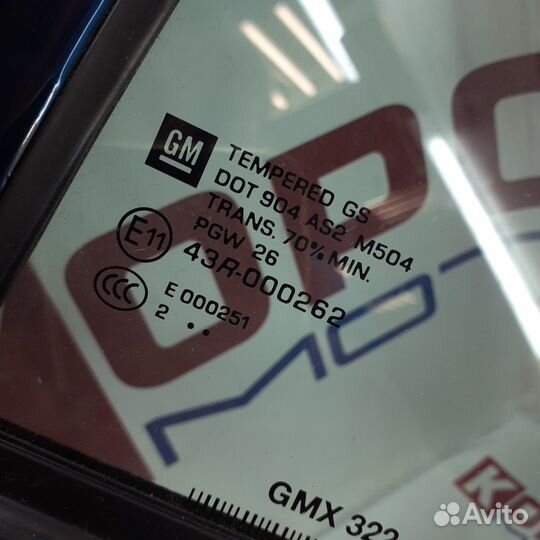 GM
TEMPERED GS
DOT 904 AS2 M504
TRANS. 70% MIN.
PGW 26
E11
43R-000262
CCC
E 000251
2 ..
GMX 322
Avito